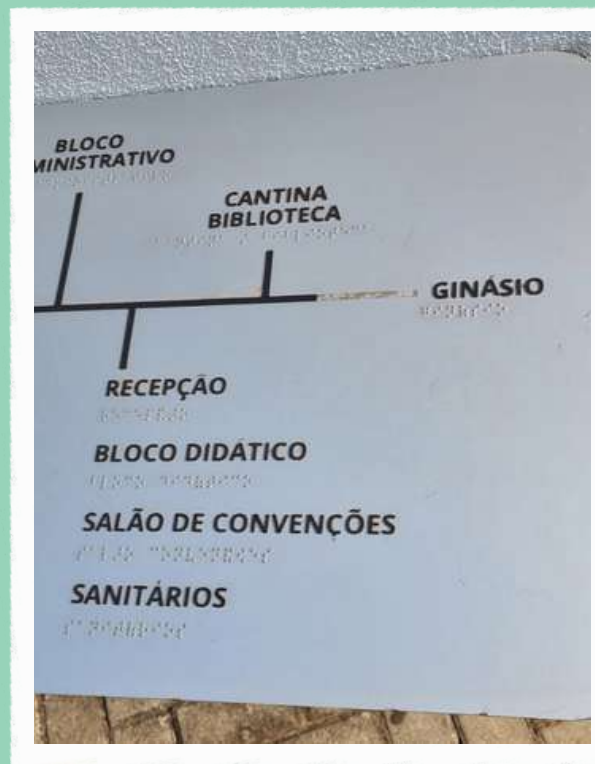 BLOCO
MINISTRATIVO
CANTINA
BIBLIOTECA
GINÁSIO
RECEPÇÃO
BLOCO DIDÁTICO
SALÃO DE CONVENÇÕES
SANITÁRIOS